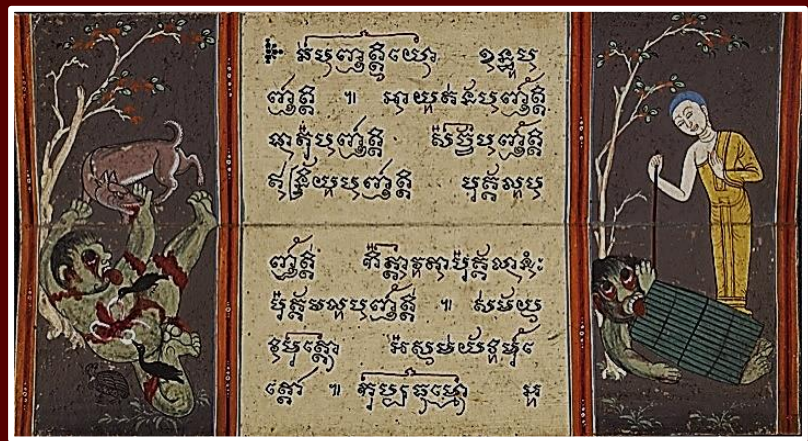 ឆបញ្ញត្តិយោ ខន្ធប
ញ្ញត្តិ ៕ អាយតនបញ្ញត្តិ
ធាតុបញ្ញត្តិ សច្ចបញ្ញត្តិ
ឥន្ទ្រិយបញ្ញត្តិ បុគ្គលប
ញ្ញត្តិ កិត្តាវតាបុគ្គលានំ
បុគ្គលបញ្ញត្តិ ៕ សមយ
វិមុត្តោ អសមយវិមុ
ត្តោ ៕ កុប្បធម្មោ អ